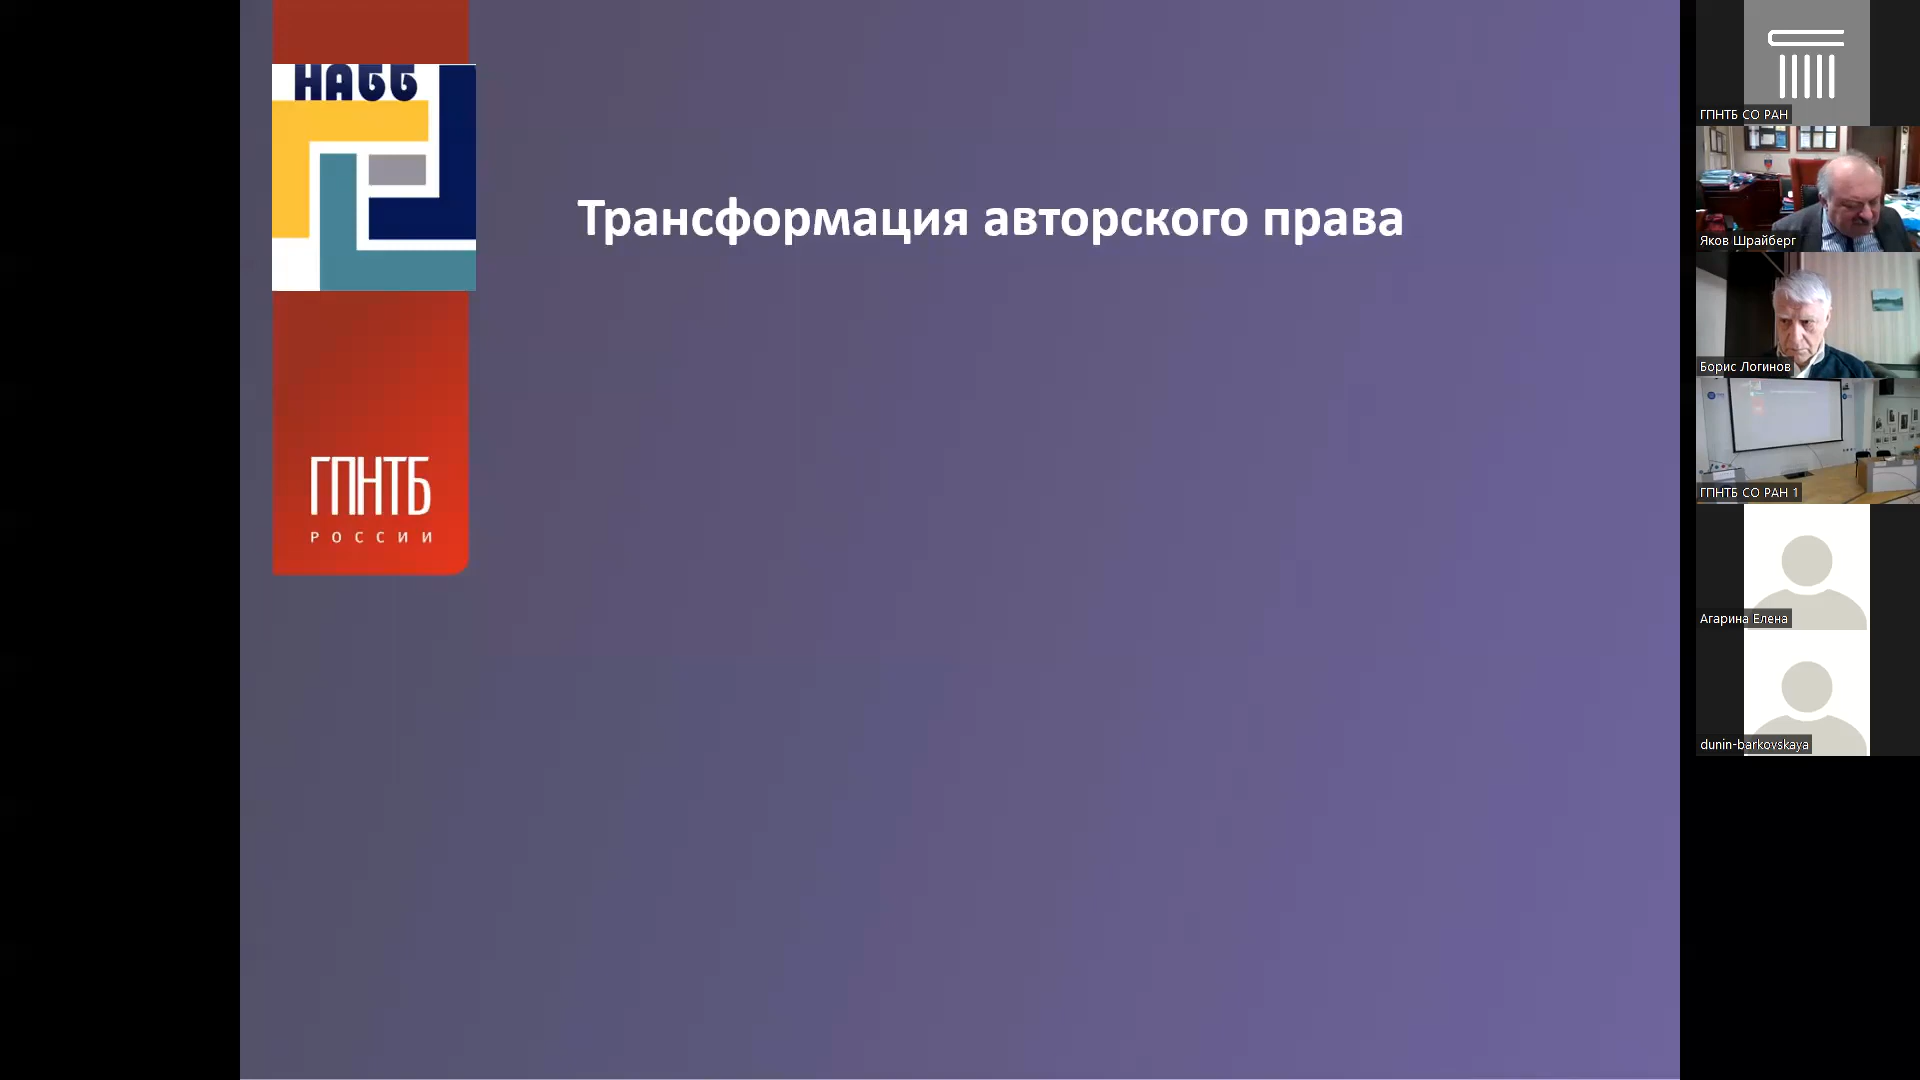 НАББ
Трансформация авторского права
ГПНТБ
РОССИИ
ГПНТБ СО РАН
Яков Шрайберг
Борис Логинов
ГПНТБ СО РАН 1
Агарина Елена
dunin-barkovskaya